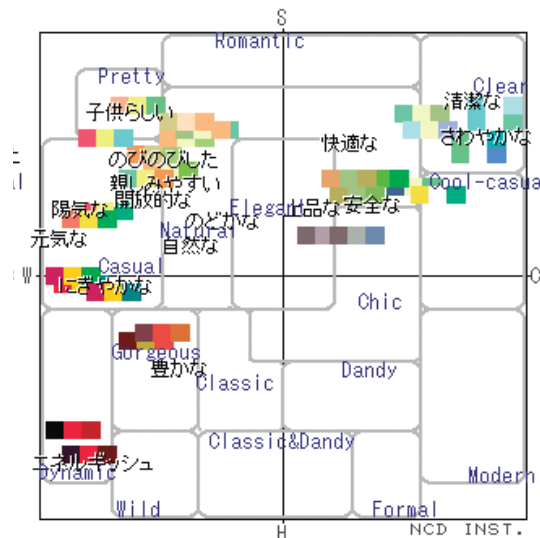 S
Romantic
Pretty
Clear
子供らしい
清潔な
快適な
さわやかな
のびのびした
親しみやすい
Cool-casua
開放的な
陽気な
のどかな
Elegant
上品な
安全な
Natural
元気な
自然な
Casual
W
C
にぎやかな
Chic
Gorgeous
豊かな
Dandy
Classic
Classic&Dandy
エネルギッシュ
Dynamic
Modern
Wild
Formal
H
NCD INST.